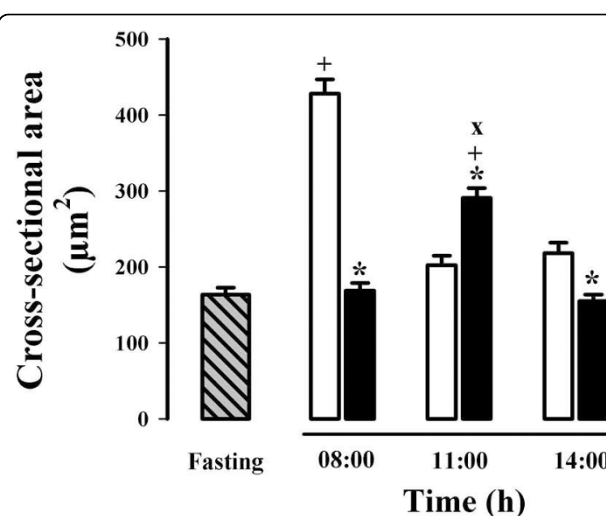 Cross-sectional area
(μm²)
500
400
300
200
100
0
+
*
x
+
*
*
Fasting
08:00
11:00
14:00
Time (h)